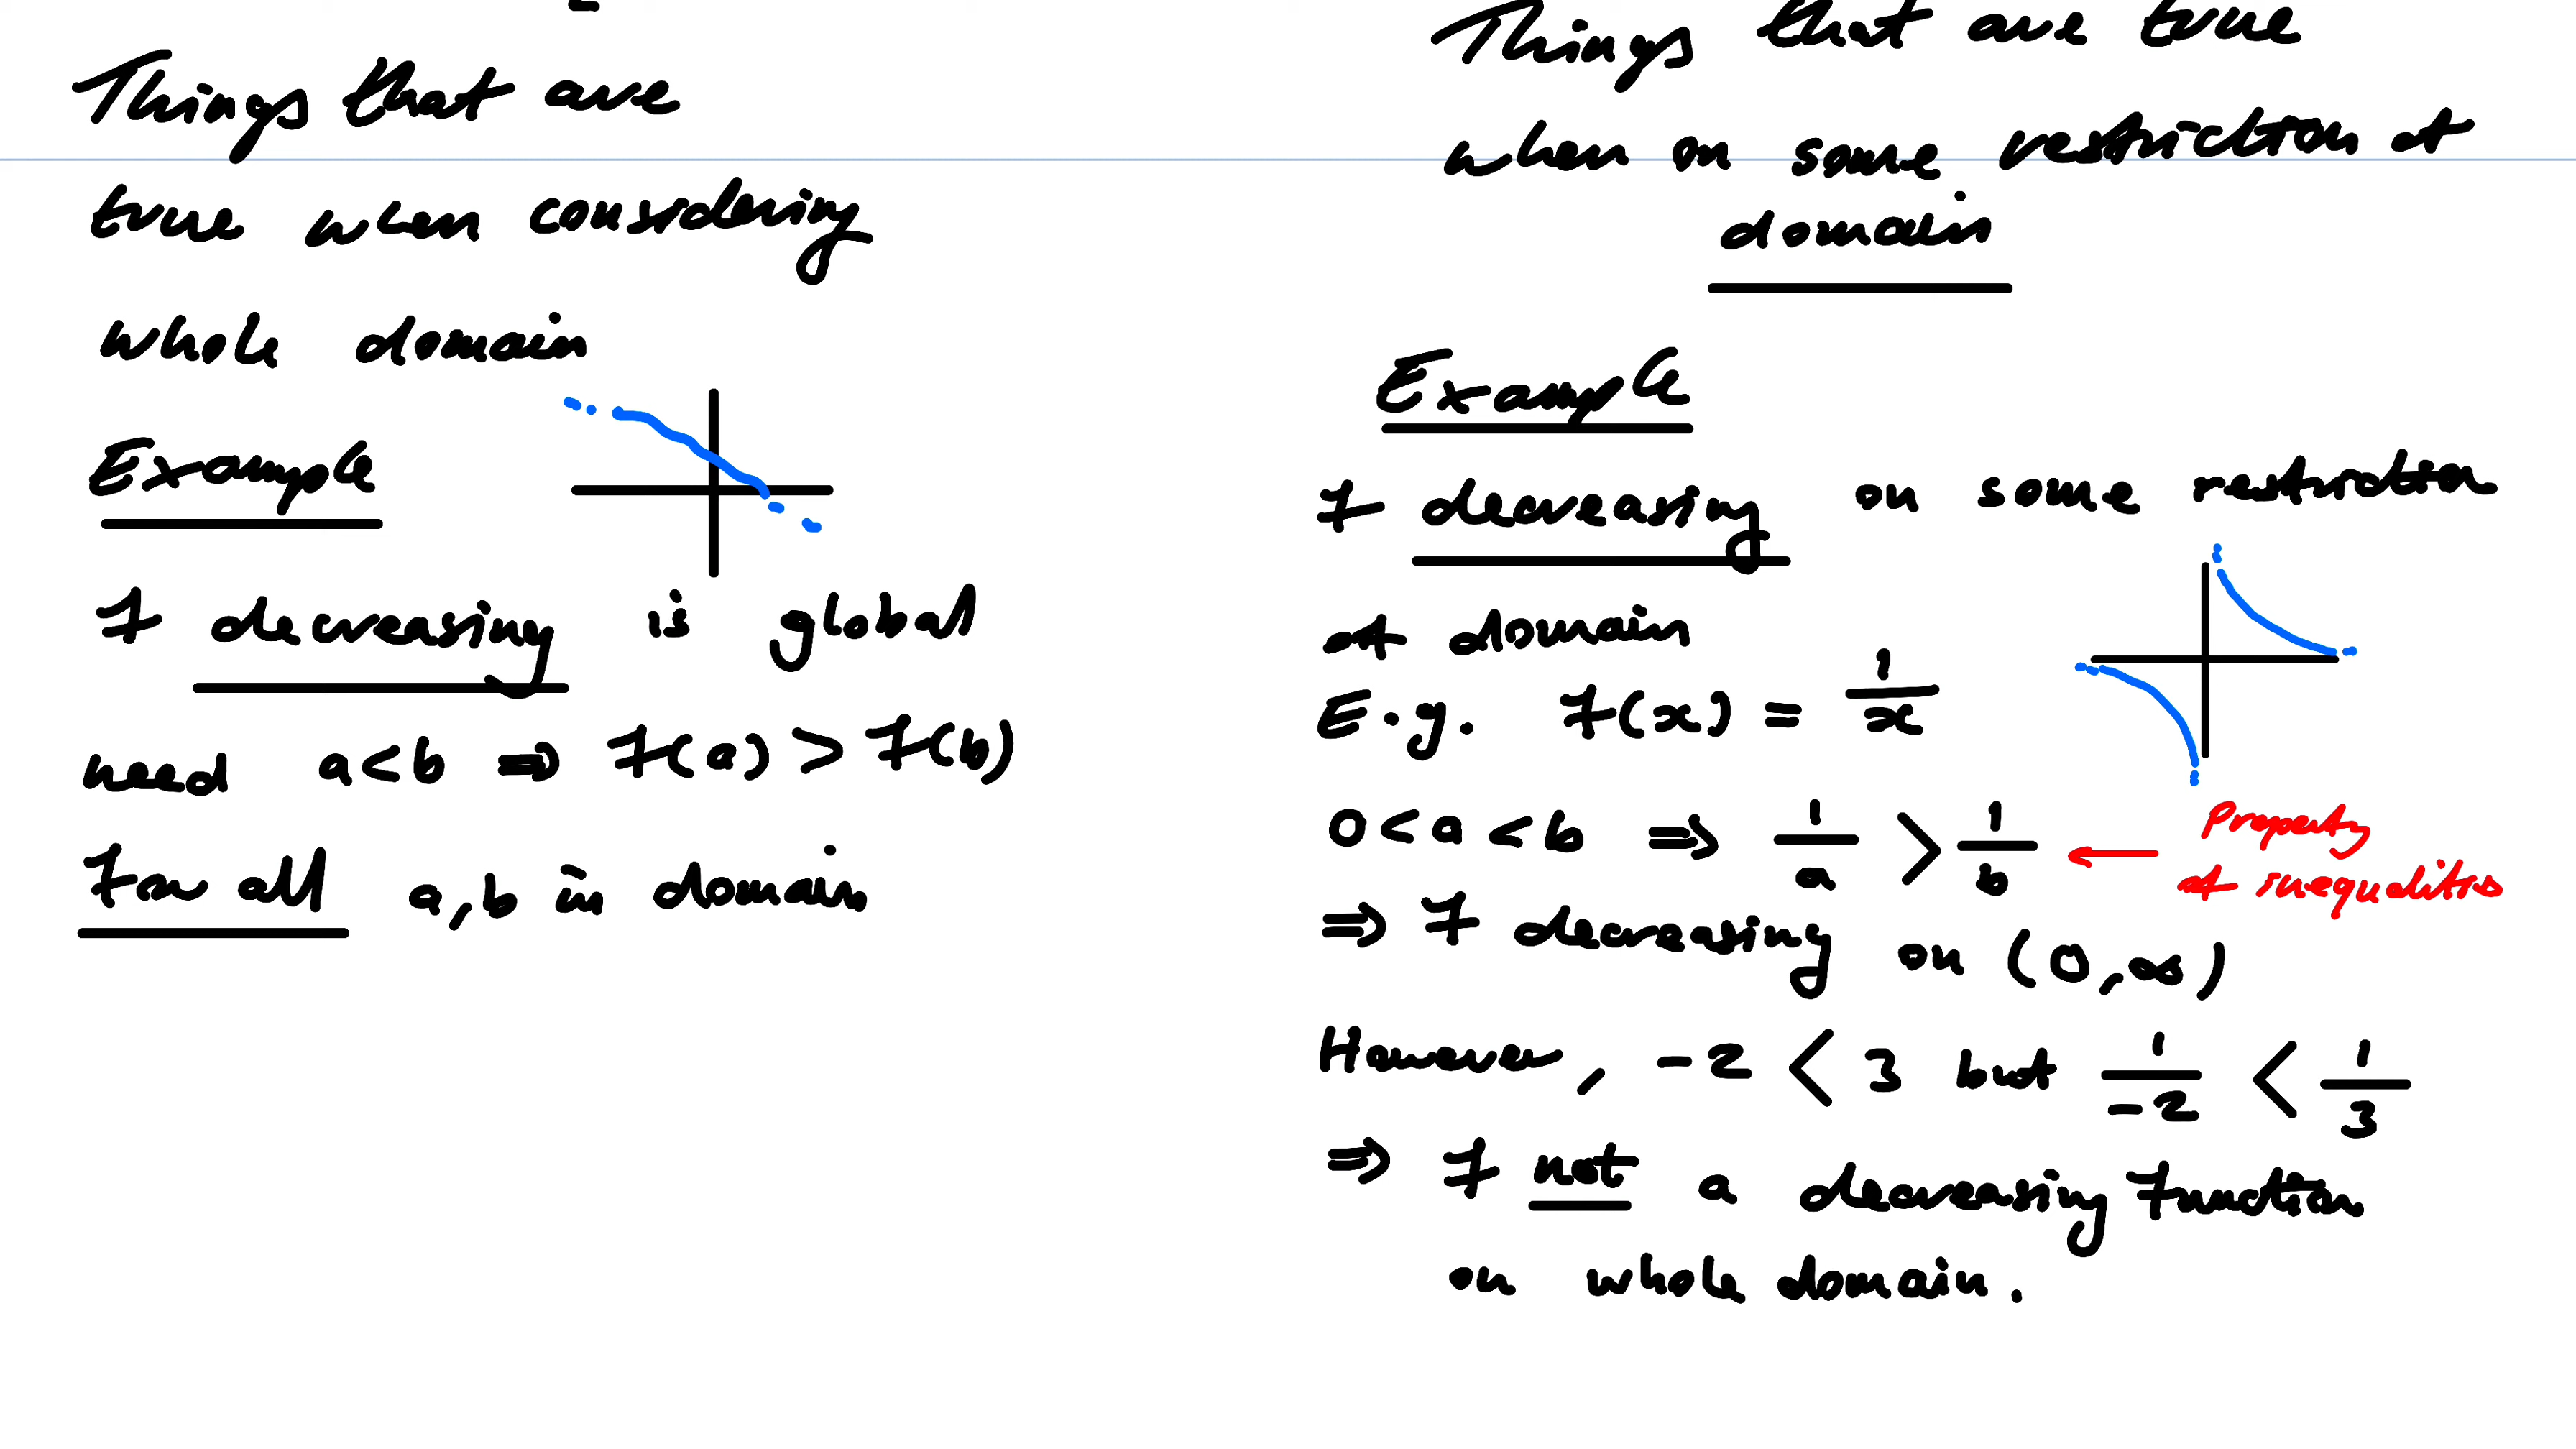 Things that are
true when considering
whole domain
Example
f decreasing is global
need a < b ⇒ f(a) > f(b)
For all a, b in domain
Things that are true
when on some restriction of
domain
Example
f decreasing on some restriction
of domain
E.g. f(x) = 1/x
0 < a < b ⇒ 1/a > 1/b ← Property
of inequalities
⇒ f decreasing on (0, ∞)
However, -2 < 3 but 1/-2 < 1/3
⇒ f not a decreasing function
on whole domain.